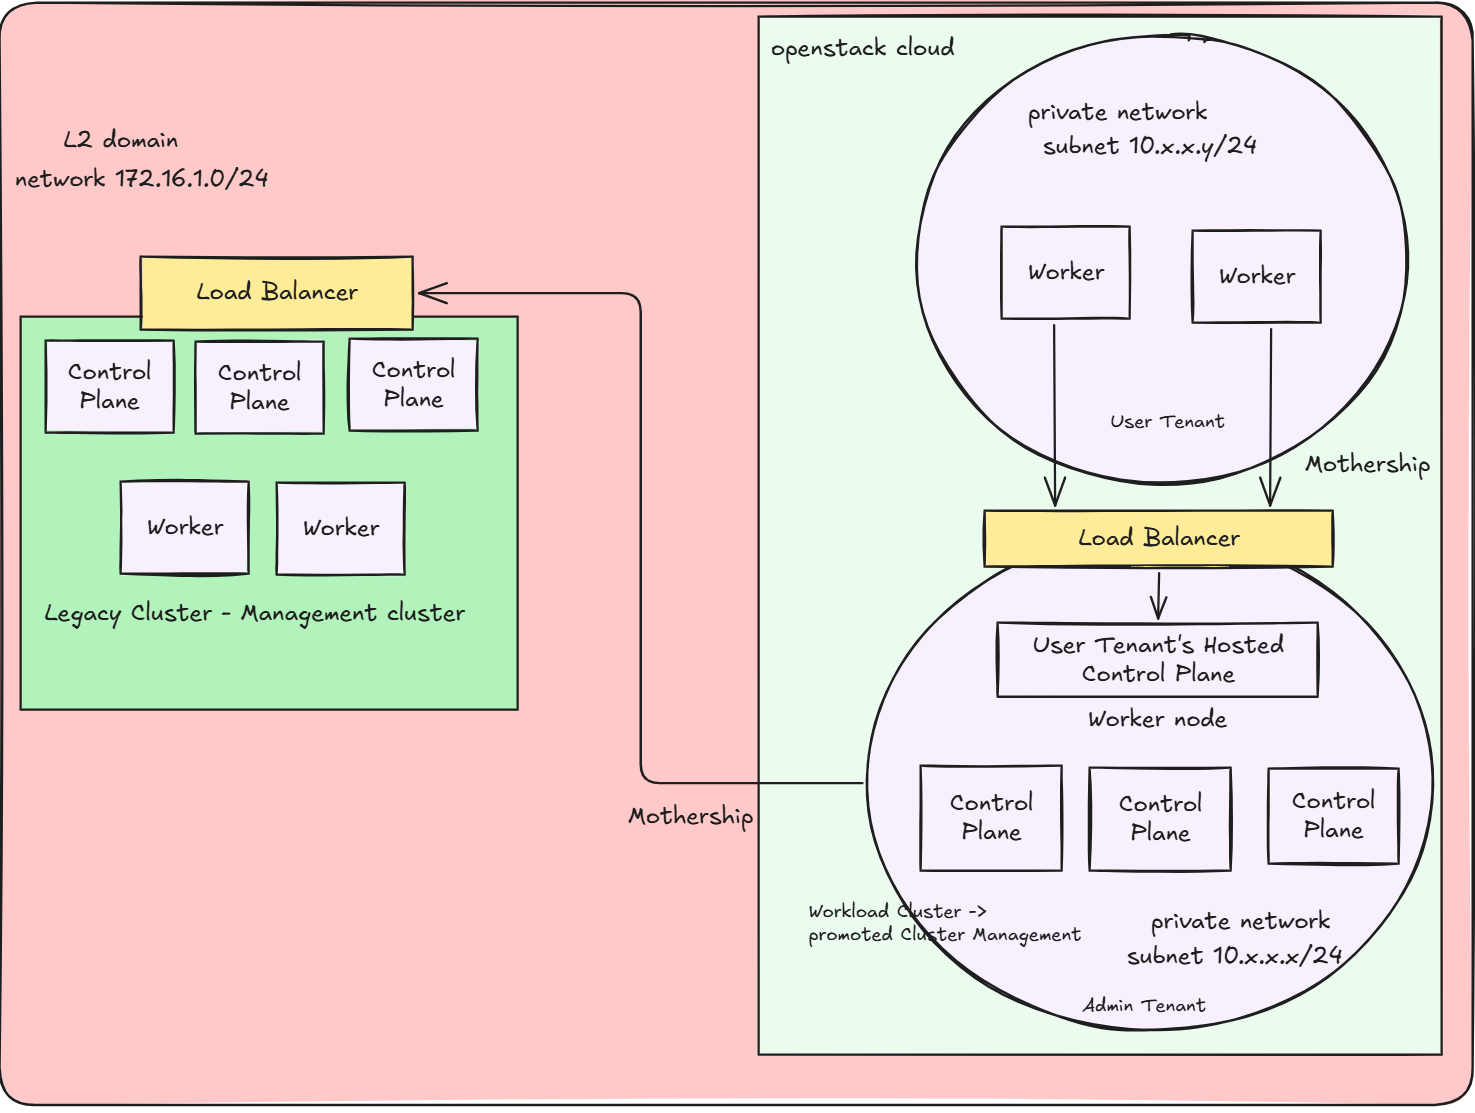 openstack cloud
private network
subnet 10.x.x.y/24
L2 domain
network 172.16.1.0/24
Worker
Worker
Load Balancer
Control
Plane
Control
Plane
Control
Plane
User Tenant
Mothership
Worker
Worker
Load Balancer
Legacy Cluster - Management cluster
User Tenant's Hosted
Control Plane
Worker node
Mothership
Control
Plane
Control
Plane
Control
Plane
Workload Cluster ->
promoted Cluster Management
private network
subnet 10.x.x.x/24
Admin Tenant